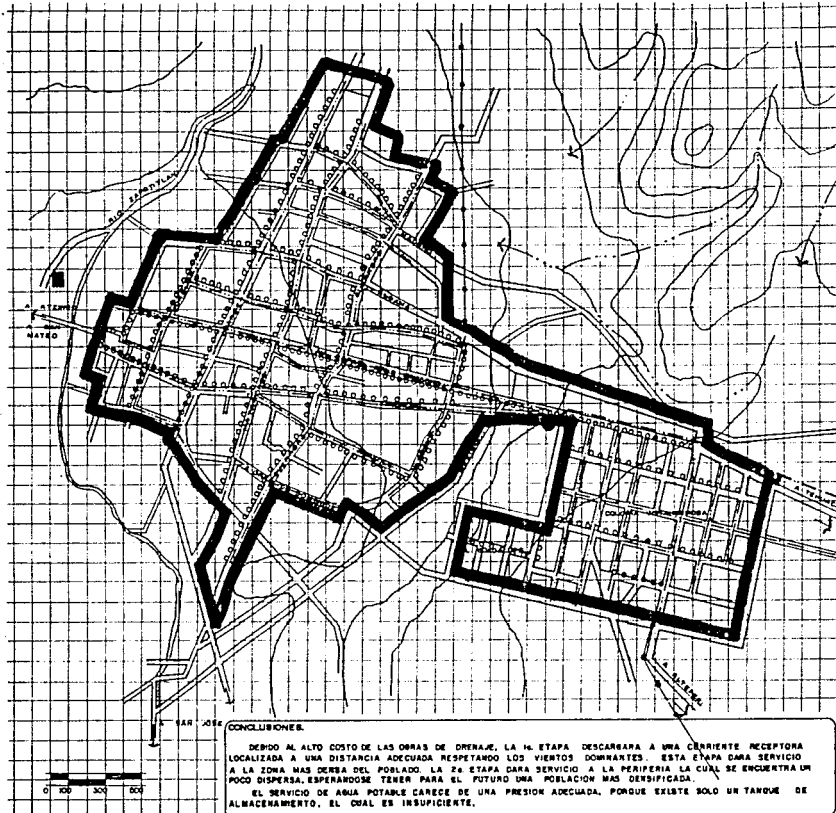 RIO ZAPOTITLAN
A
MATEO
COLONIA
A SAN JOSE
0 100 300 500
CONCLUSIONES.
DEBIDO AL ALTO COSTO DE LAS OBRAS DE DRENAJE, LA 1a. ETAPA DESCARGARA A UNA CORRIENTE RECEPTORA
LOCALIZADA A UNA DISTANCIA ADECUADA RESPETANDO LOS VIENTOS DOMINANTES. ESTA ETAPA DARA SERVICIO
A LA ZONA MAS DENSA DEL POBLADO. LA 2a ETAPA DARA SERVICIO A LA PERIFERIA LA CUAL SE ENCUENTRA UN
POCO DISPERSA, ESPERANDOSE TENER PARA EL FUTURO UNA POBLACION MAS DENSIFICADA.
EL SERVICIO DE AGUA POTABLE CARECE DE UNA PRESION ADECUADA, PORQUE EXISTE SOLO UN TANQUE DE
ALMACENAMIENTO, EL CUAL ES INSUFICIENTE.